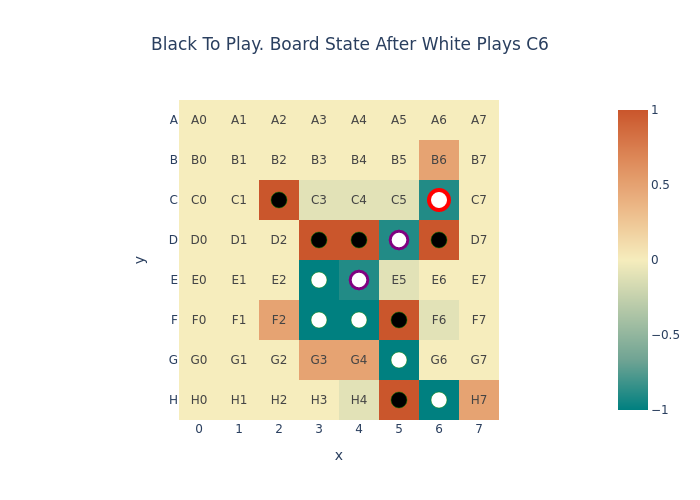 Black To Play. Board State After White Plays C6
A A0 A1 A2 A3 A4 A5 A6 A7
B B0 B1 B2 B3 B4 B5 B6 B7
C C0 C1 C3 C4 C5 C7
D D0 D1 D2 D7
E E0 E1 E2 E5 E6 E7
F F0 F1 F2 F6 F7
G G0 G1 G2 G3 G4 G6 G7
H H0 H1 H2 H3 H4 H7
0 1 2 3 4 5 6 7
x
y
1
0.5
0
−0.5
−1